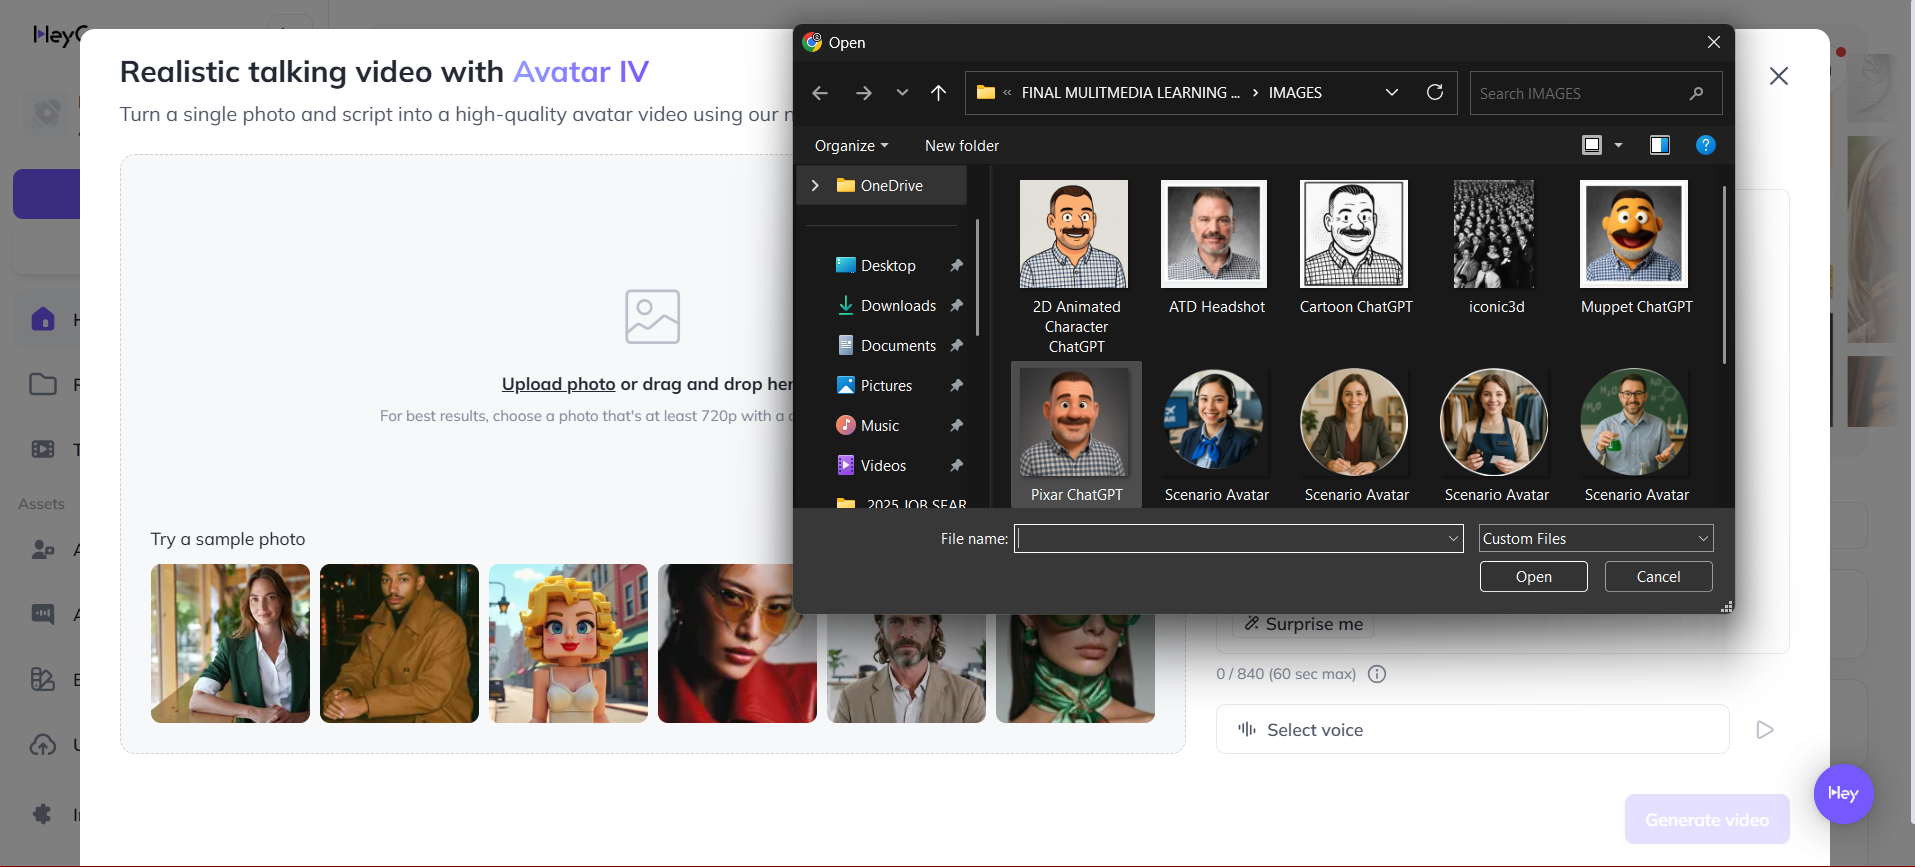 HeyG
Realistic talking video with Avatar IV
Turn a single photo and script into a high-quality avatar video using our n
Upload photo or drag and drop her
For best results, choose a photo that's at least 720p with a c
Try a sample photo
Assets
Open
FINAL MULITMEDIA LEARNING ... > IMAGES
Search IMAGES
Organize
New folder
OneDrive
Desktop
Downloads
Documents
Pictures
Music
Videos
2025 JOB SEAR
2D Animated
Character
ChatGPT
ATD Headshot
Cartoon ChatGPT
iconic3d
Muppet ChatGPT
Pixar ChatGPT
Scenario Avatar
Scenario Avatar
Scenario Avatar
Scenario Avatar
File name:
Custom Files
Open
Cancel
Surprise me
0 / 840 (60 sec max)
Select voice
Hey
Generate video